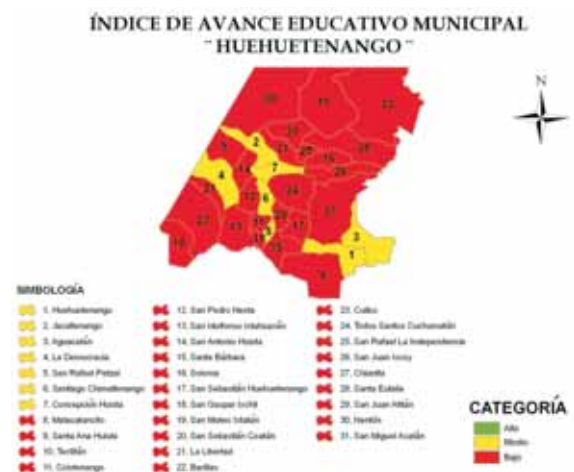 ÍNDICE DE AVANCE EDUCATIVO MUNICIPAL
¨ HUEHUETENANGO ¨
N
SIMBOLOGÍA
1. Huehuetenango
2. Jacaltenango
3. Aguacatán
4. La Democracia
5. San Rafael Petzal
6. Santiago Chimaltenango
7. Concepción Huista
8. Malacatancito
9. Santa Ana Huista
10. Tectitán
11. Colotenango
12. San Pedro Necta
13. San Ildefonso Ixtahuacán
14. San Antonio Huista
15. Santa Bárbara
16. Soloma
17. San Sebastián Huehuetenango
18. San Gaspar Ixchil
19. San Mateo Ixtatán
20. San Sebastián Coatán
21. La Libertad
22. Barillas
23. Cuilco
24. Todos Santos Cuchumatán
25. San Rafael La Independencia
26. San Juan Ixcoy
27. Chiantla
28. Santa Eulalia
29. San Juan Atitán
30. Nentón
31. San Miguel Acatán
CATEGORÍA
Alto
Medio
Bajo